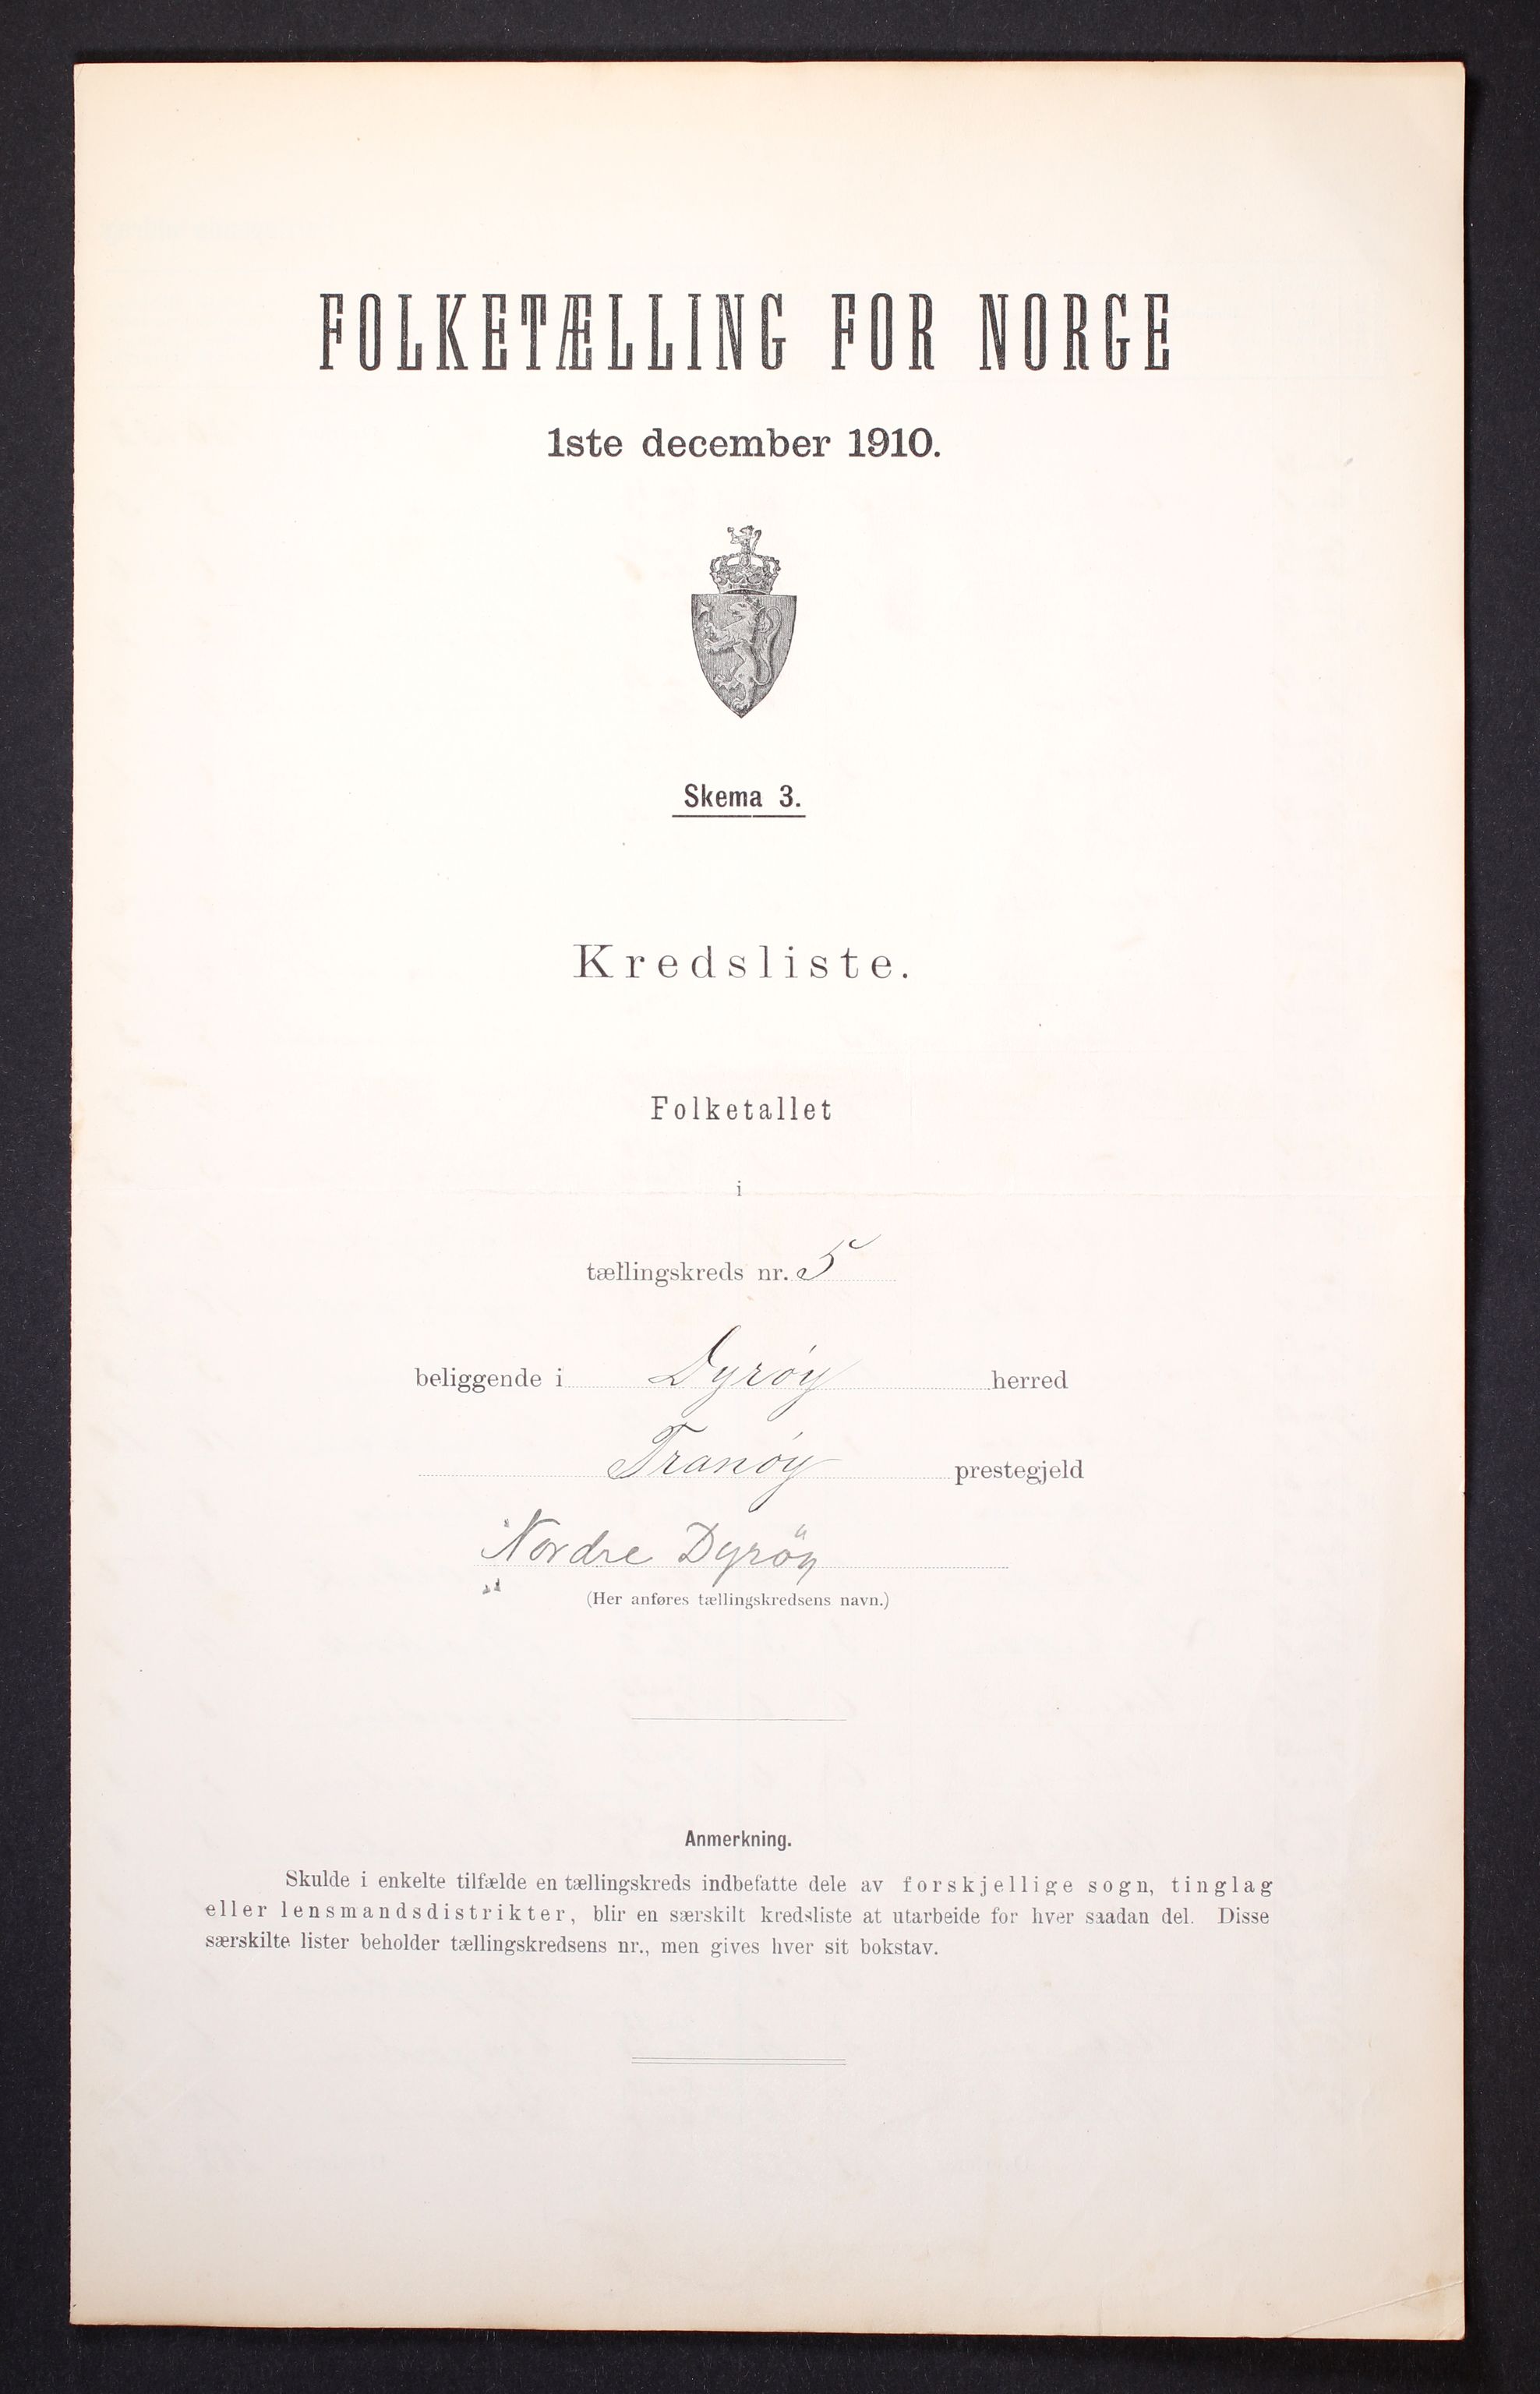 FOLKETÆLLING FOR NORGE
1ste december 1910.
Skema 3.
Kredsliste.
Folketallet
i
tællingskreds nr. 5
beliggende i Dyrøy herred
Tranøy prestegjeld
Nordre Dyröy
(Her anføres tællingskredsens navn.)
Anmerkning.
Skulde i enkelte tilfælde en tællingskreds indbefatte dele av forskjellige sogn, tinglag
eller lensmandsdistrikter, blir en særskilt kredsliste at utarbeide for hver saadan del. Disse
særskilte lister beholder tællingskredsens nr., men gives hver sit bokstav.